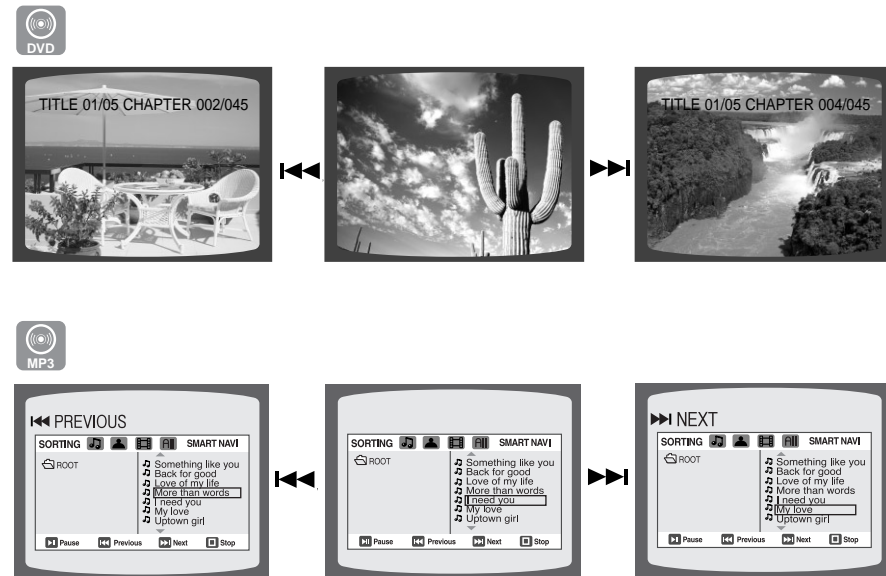 DVD
TITLE 01/05 CHAPTER 002/045
TITLE 01/05 CHAPTER 004/045
MP3
PREVIOUS
SORTING All SMART NAVI
ROOT
Something like you
Back for good
Love of my life
More than words
I need you
My love
Uptown girl
Pause Previous Next Stop
SORTING All SMART NAVI
ROOT
Something like you
Back for good
Love of my life
More than words
I need you
My love
Uptown girl
Pause Previous Next Stop
NEXT
SORTING All SMART NAVI
ROOT
Something like you
Back for good
Love of my life
More than words
I need you
My love
Uptown girl
Pause Previous Next Stop